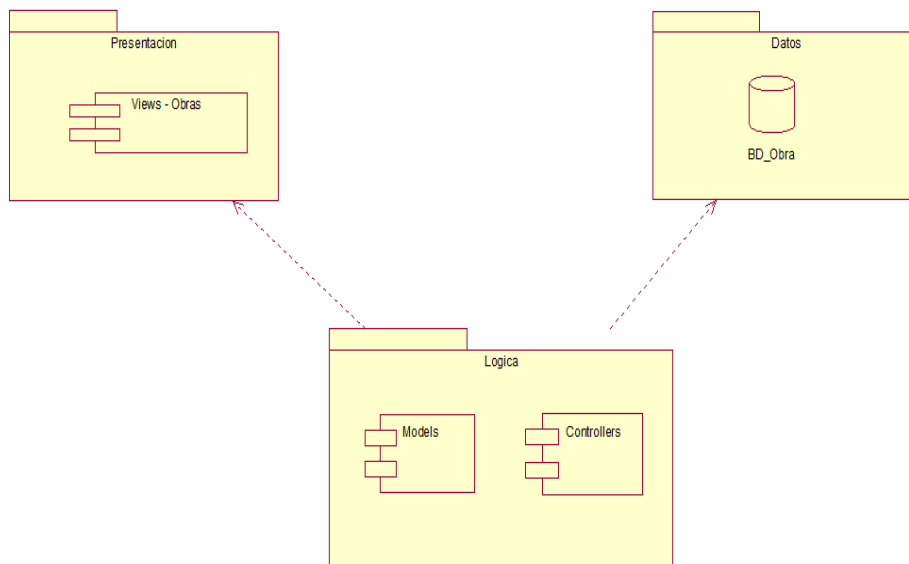 Presentacion
Views - Obras
Datos
BD_Obra
Logica
Models
Controllers